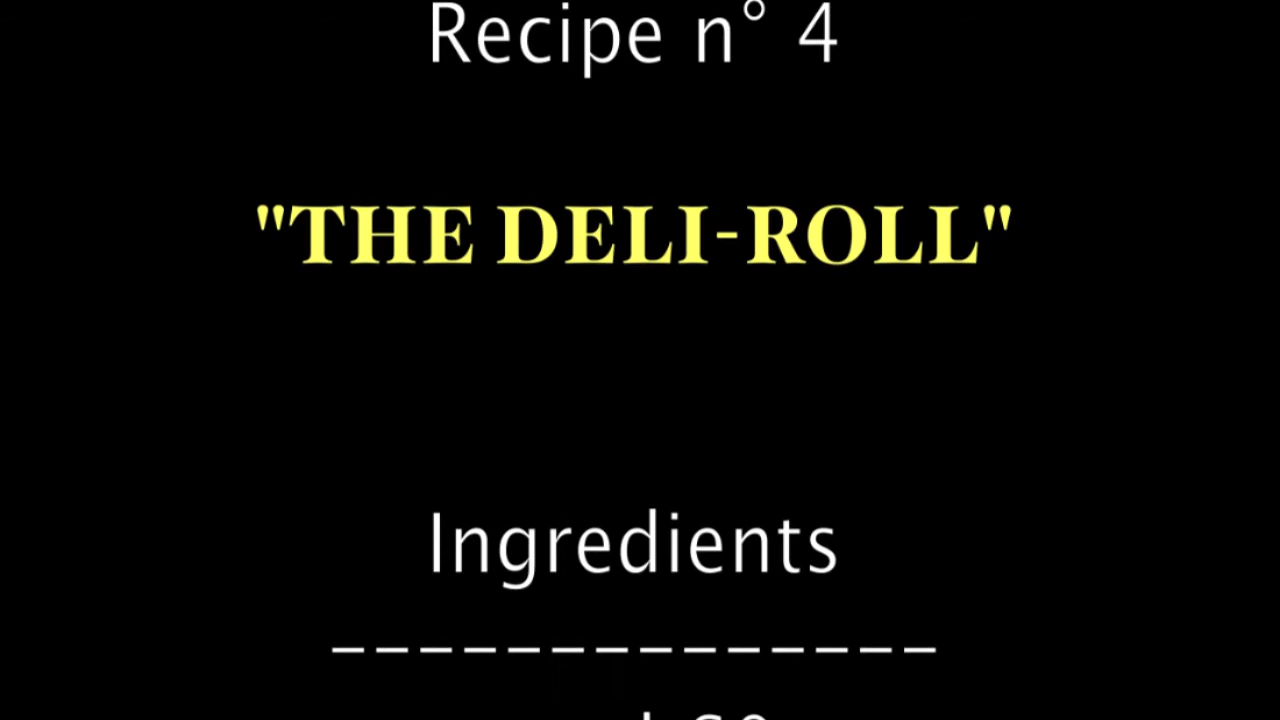 Recipe n° 4
"THE DELI-ROLL"
Ingredients
--------------